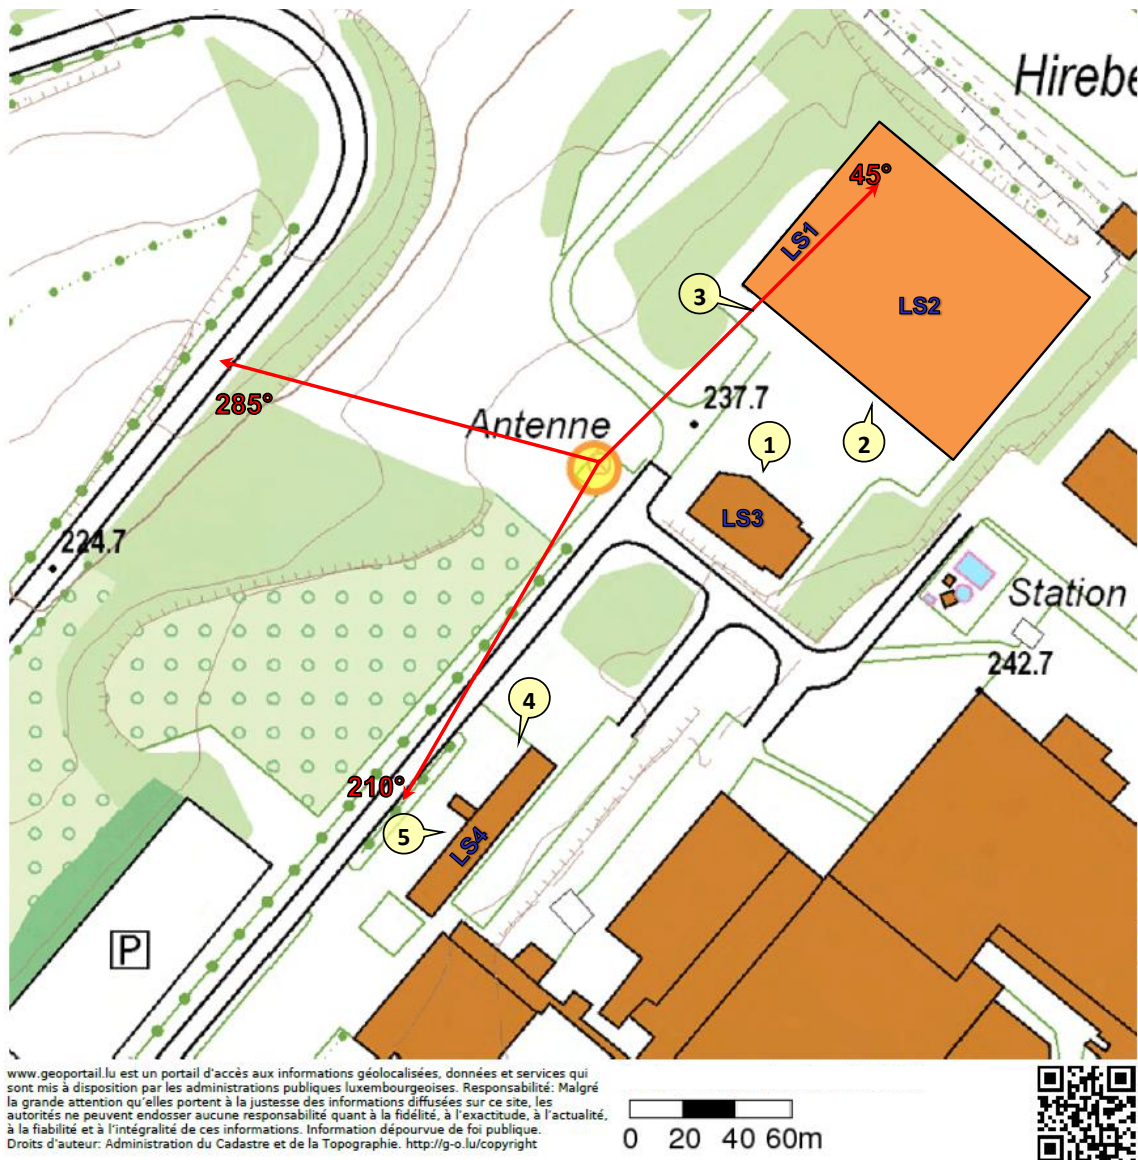 Hirebe
45°
LS1
3
LS2
285°
237.7
Antenne
1
2
LS3
224.7
Station
242.7
4
210°
5
LS4
P
www.geoportail.lu est un portail d'accès aux informations géolocalisées, données et services qui
sont mis à disposition par les administrations publiques luxembourgeoises. Responsabilité: Malgré
la grande attention qu'elles portent à la justesse des informations diffusées sur ce site, les
autorités ne peuvent endosser aucune responsabilité quant à la fidélité, à l'exactitude, à l'actualité,
à la fiabilité et à l'intégralité de ces informations. Information dépourvue de foi publique.
Droits d'auteur: Administration du Cadastre et de la Topographie. http://g-o.lu/copyright
0 20 40 60m